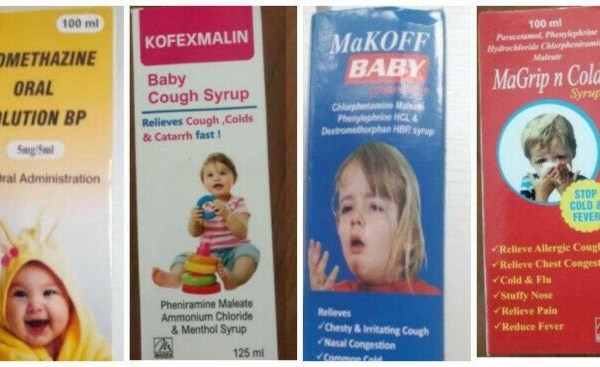 100 ml
OMETHAZINE
ORAL
LUTION BP
5mg/5ml
ral Administration
KOFEXMALIN
Baby
Cough Syrup
Relieves Cough ,Colds
& Catarrh fast !
Pheniramine Maleate
Ammonium Chloride
& Menthol Syrup
125 ml
MaKOFF
BABY
Chlorphenamine Maleate
Phenylephrine HCL &
Dextromethorphan HBR syrup
Relieves
✓Chesty & Irritating Cough
✓Nasal Congestion
✓Common Cold
100 ml
Paracetamol, Phenylephrine
Hydrochloride Chlorpheniramin
Maleate
MaGrip n Cold
Syrup
STOP
COLD &
FEVER
✓Relieve Allergic Cough
✓Relieve Chest Congest
✓Cold & Flu
✓Stuffy Nose
✓Relieve Pain
✓Reduce Fever